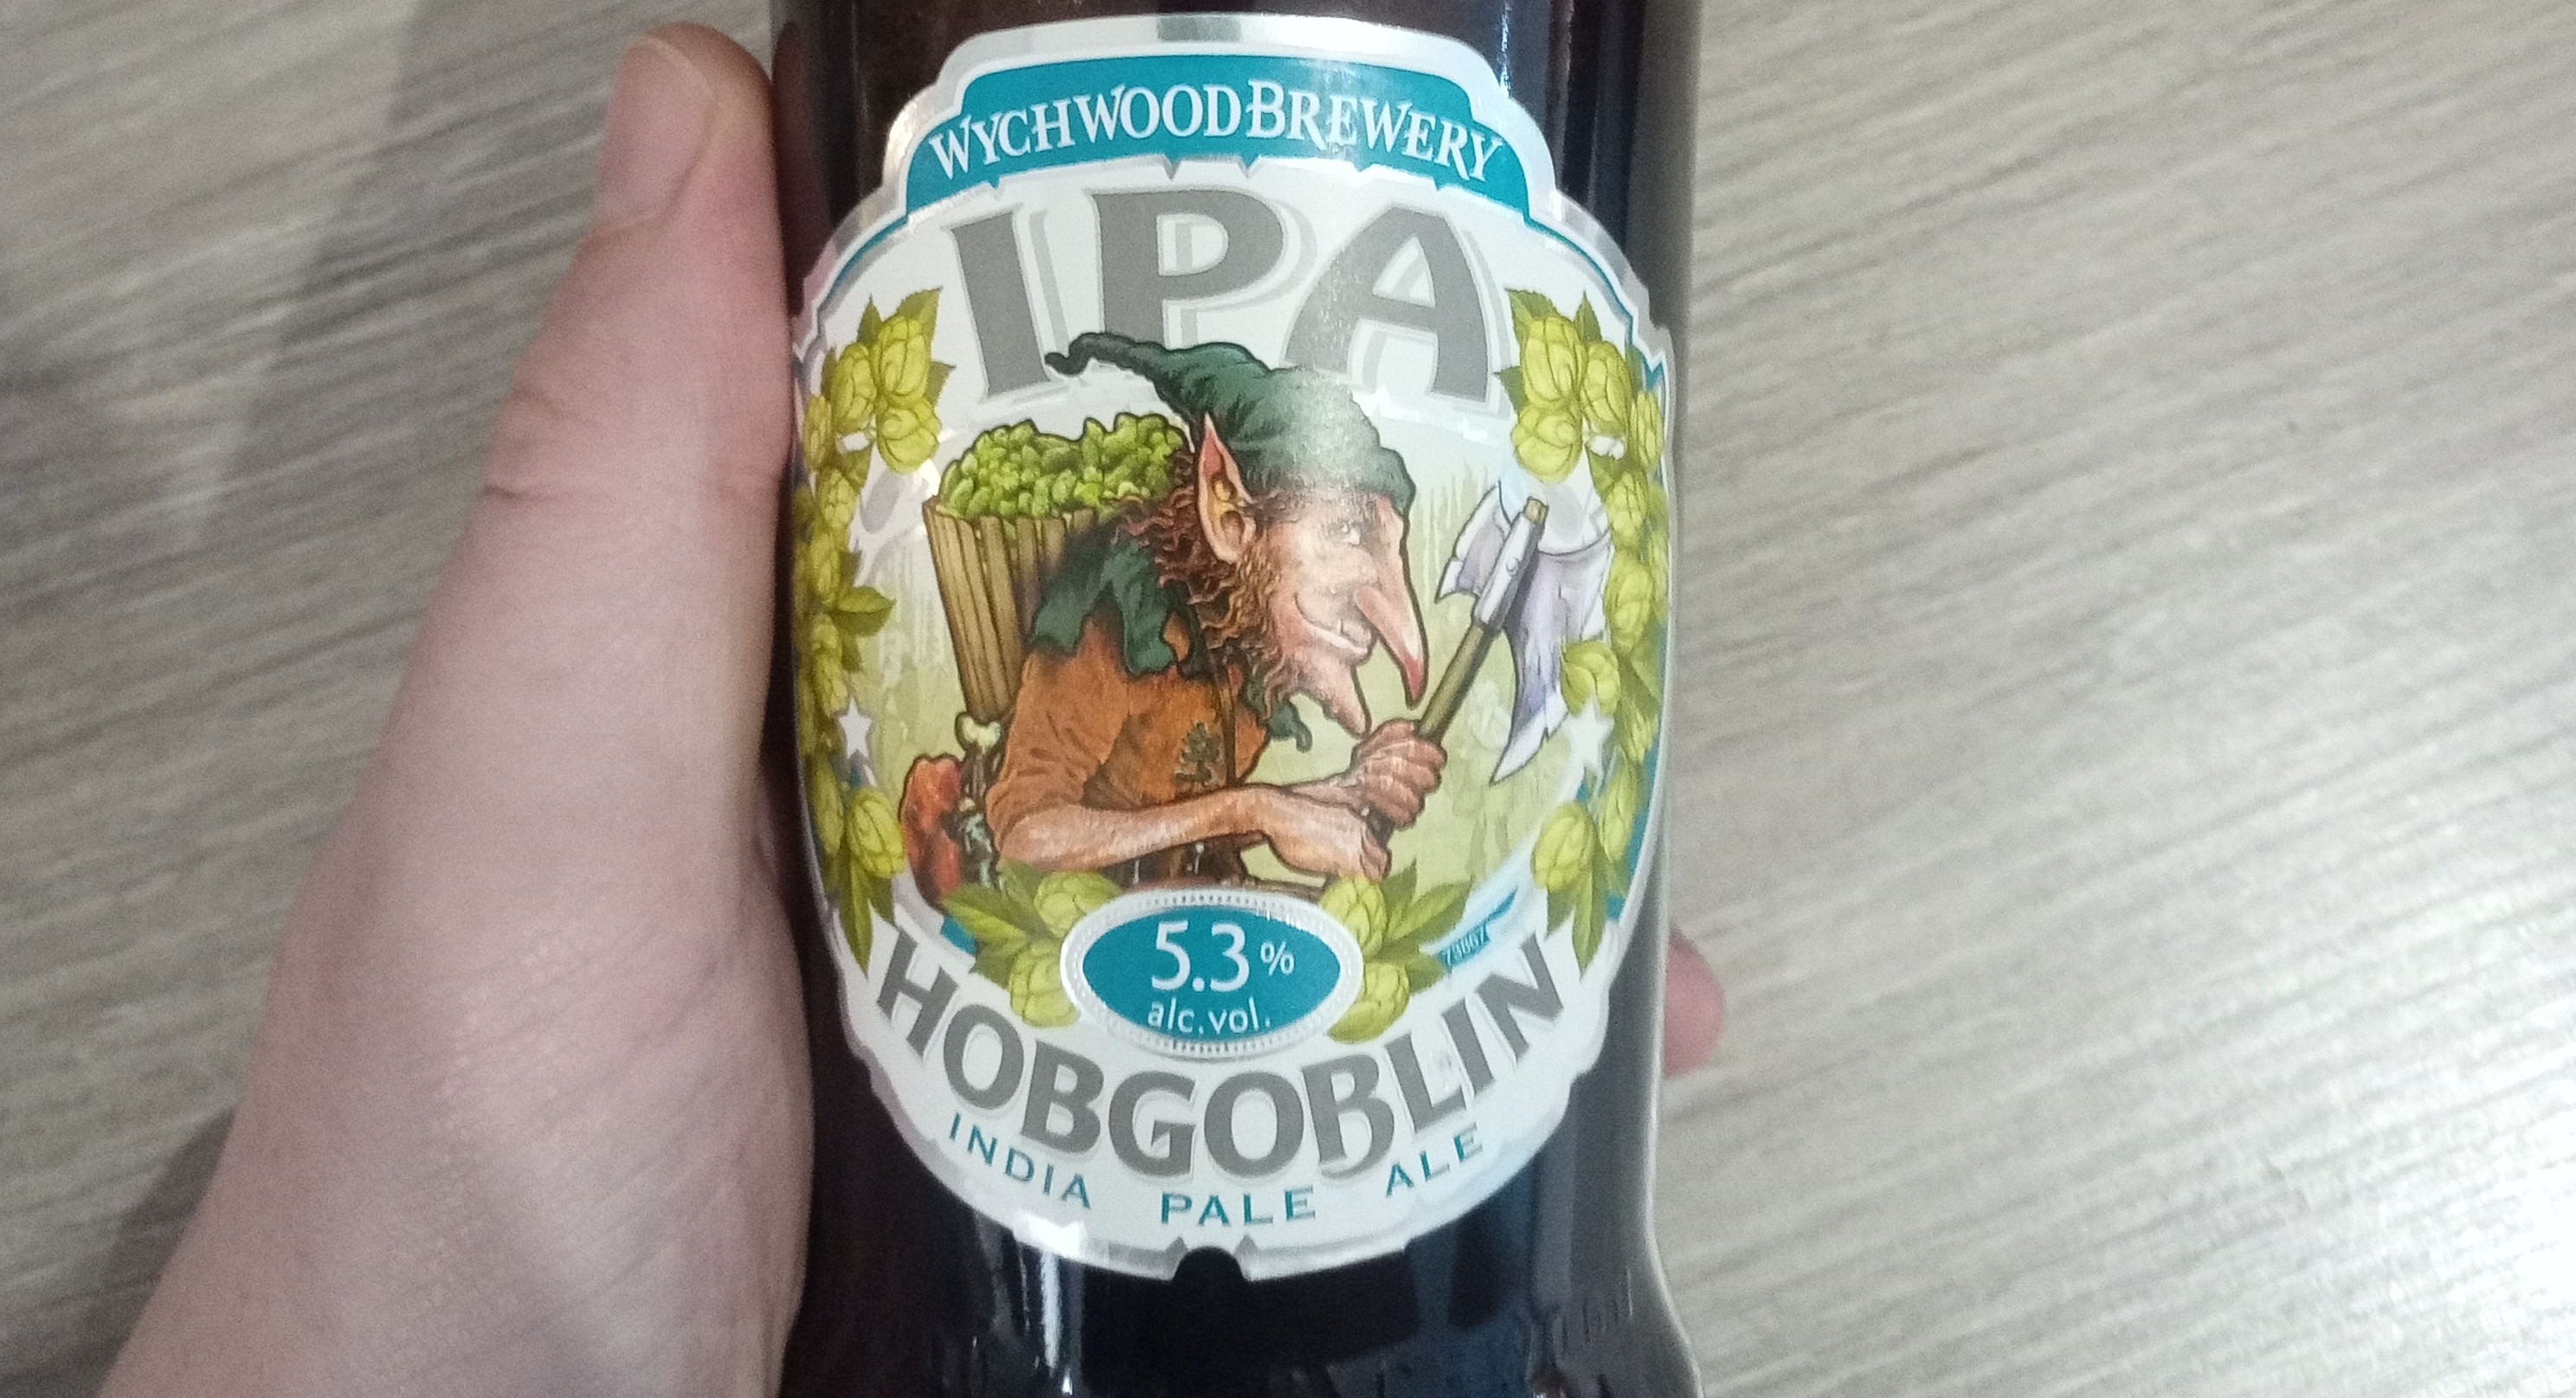 WYCHWOOD BREWERY
IPA
5.3%
alc.vol.
HOBGOBLIN
INDIA PALE ALE